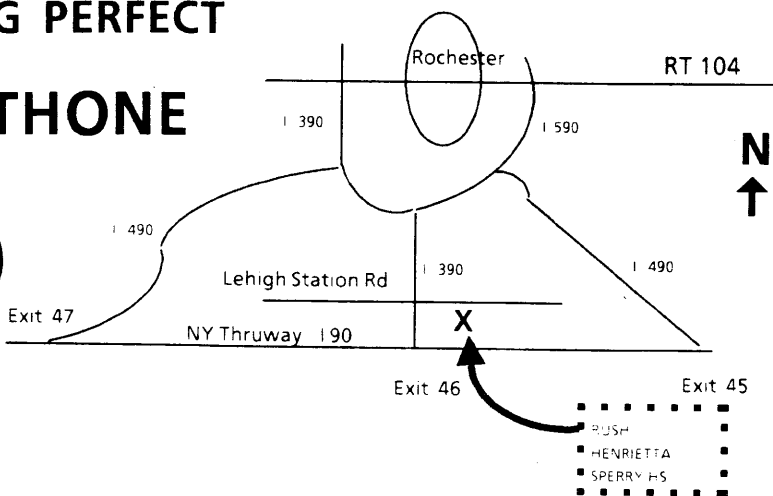 G PERFECT
THONE
Rochester
RT 104
I 390
I 590
N
I 490
Lehigh Station Rd
I 390
I 490
Exit 47
X
NY Thruway I 90
Exit 46
Exit 45
RUSH
HENRIETTA
SPERRY HS